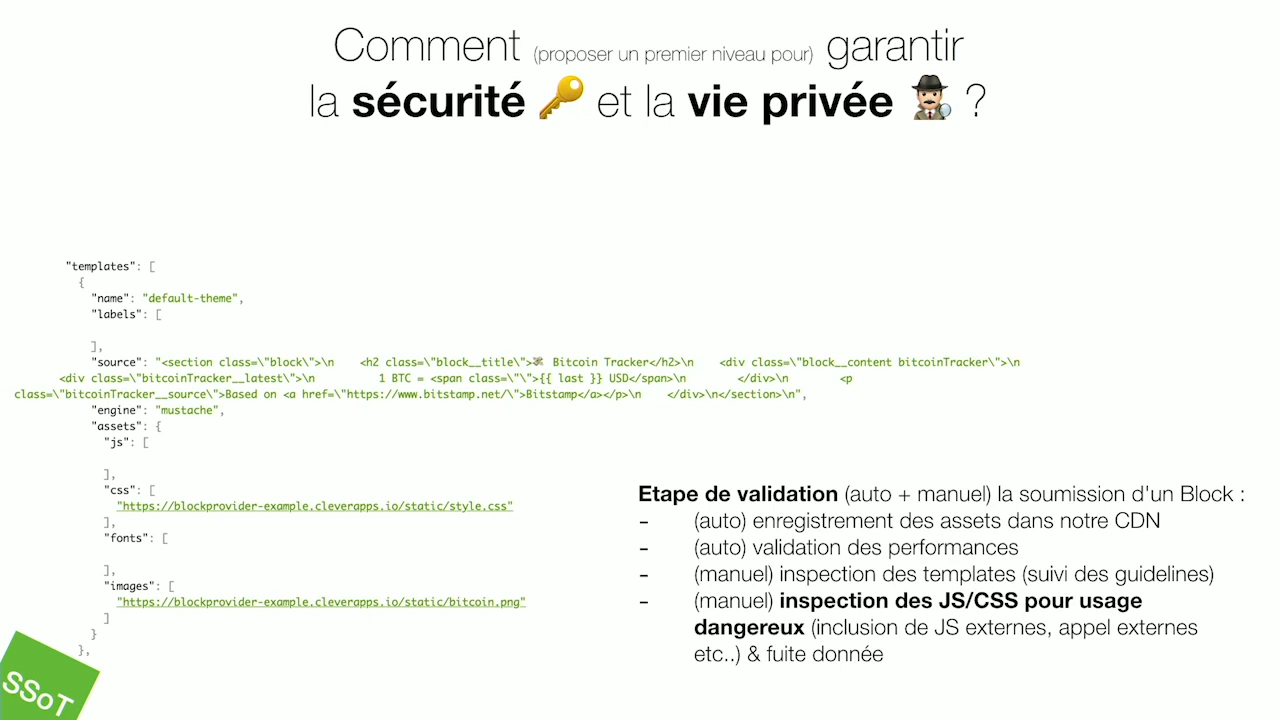 Comment (proposer un premier niveau pour) garantir
la sécurité 🔑 et la vie privée 🕵🏻‍♂️ ?
"templates": [
{
"name": "default-theme",
"labels": [
],
"source": "<section class=\"block\">\n    <h2 class=\"block__title\">🛰 Bitcoin Tracker</h2>\n    <div class=\"block__content bitcoinTracker\">\n
<div class=\"bitcoinTracker__latest\">\n          1 BTC = <span class=\"\">{{ last }} USD</span>\n        </div>\n        <p
class=\"bitcoinTracker__source\">Based on <a href=\"https://www.bitstamp.net/\">Bitstamp</a></p>\n    </div>\n</section>\n",
"engine": "mustache",
"assets": {
"js": [
],
"css": [
"https://blockprovider-example.cleverapps.io/static/style.css"
],
"fonts": [
],
"images": [
"https://blockprovider-example.cleverapps.io/static/bitcoin.png"
]
}
},
Etape de validation (auto + manuel) la soumission d'un Block :
- (auto) enregistrement des assets dans notre CDN
- (auto) validation des performances
- (manuel) inspection des templates (suivi des guidelines)
- (manuel) inspection des JS/CSS pour usage
dangereux (inclusion de JS externes, appel externes
etc..) & fuite donnée
SSoT